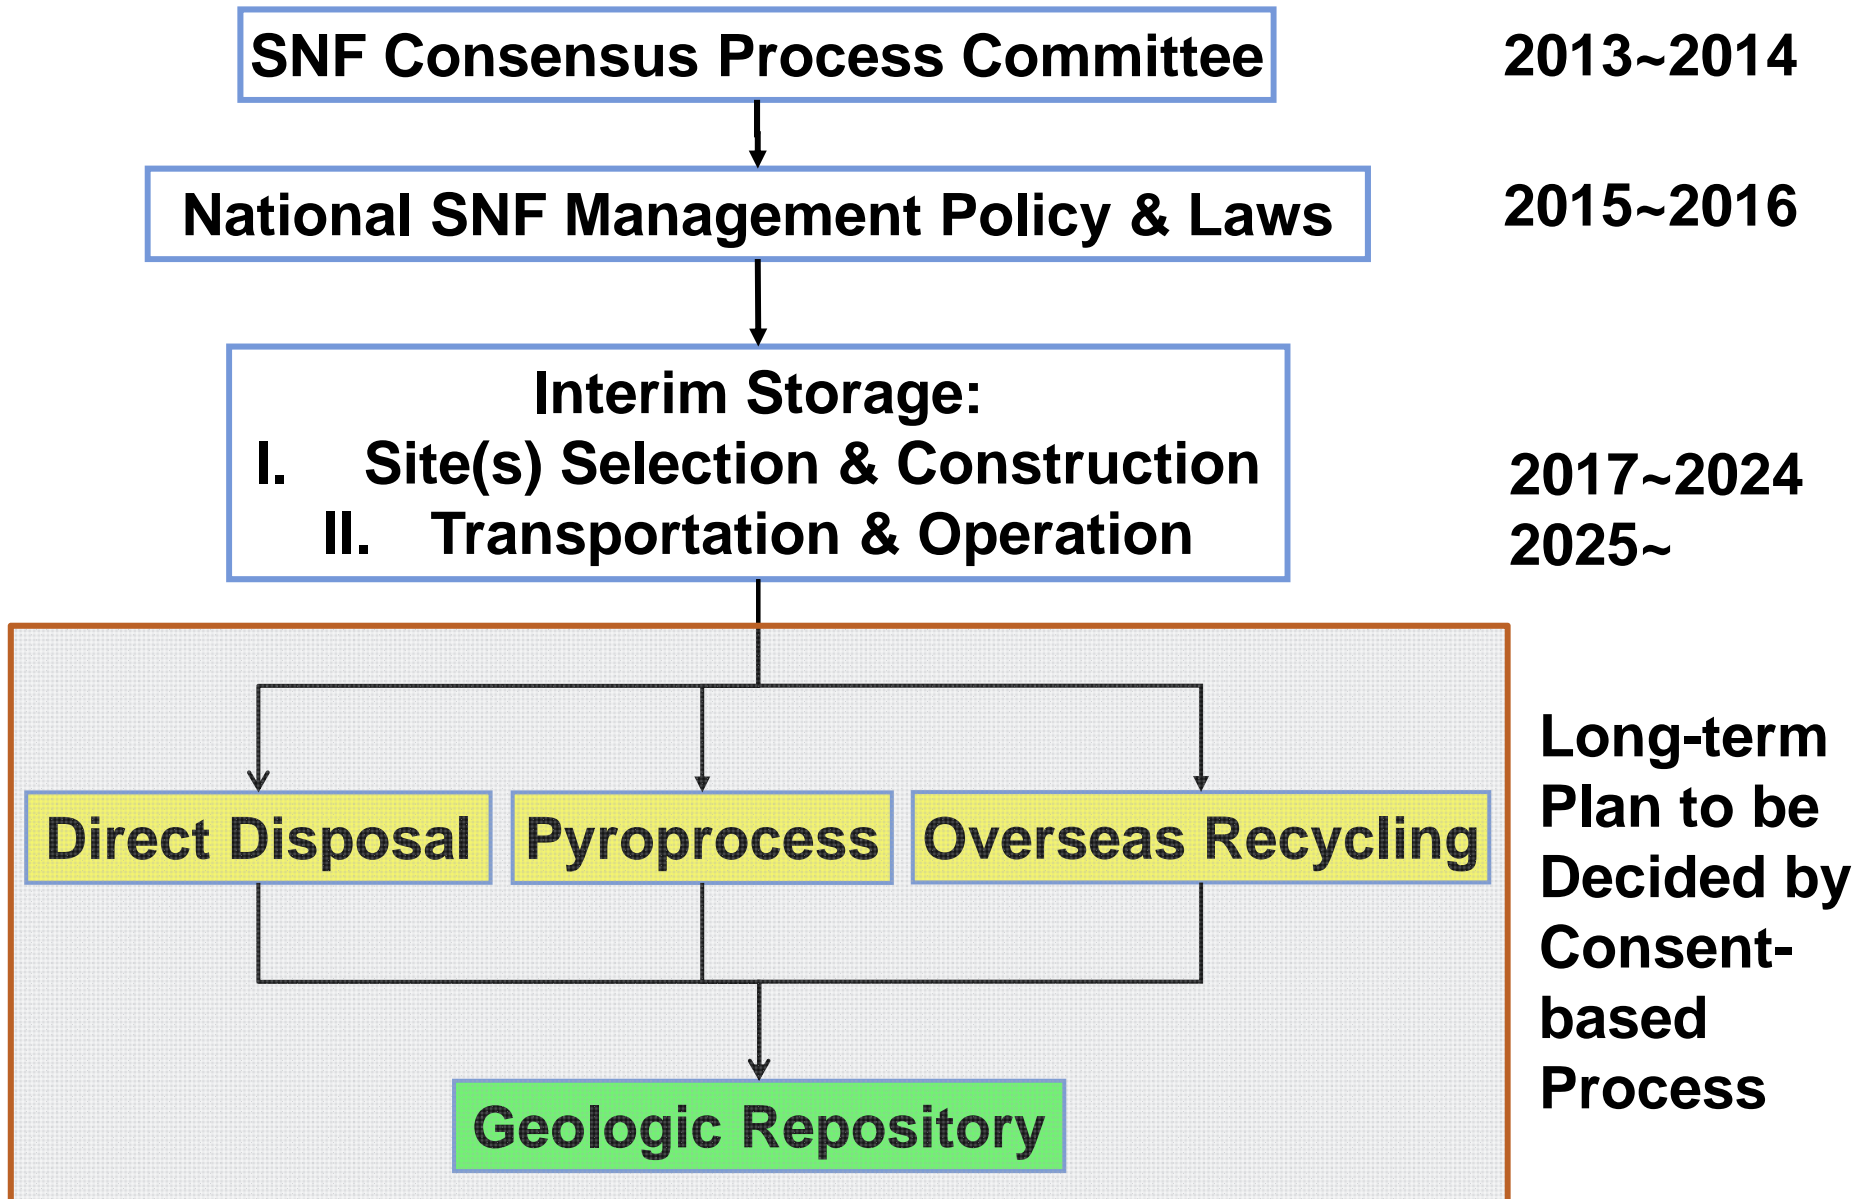 SNF Consensus Process Committee
2013~2014
National SNF Management Policy & Laws
2015~2016
Interim Storage:
I. Site(s) Selection & Construction
2017~2024
II. Transportation & Operation
2025~
Direct Disposal
Pyroprocess
Overseas Recycling
Geologic Repository
Long-term
Plan to be
Decided by
Consent-
based
Process